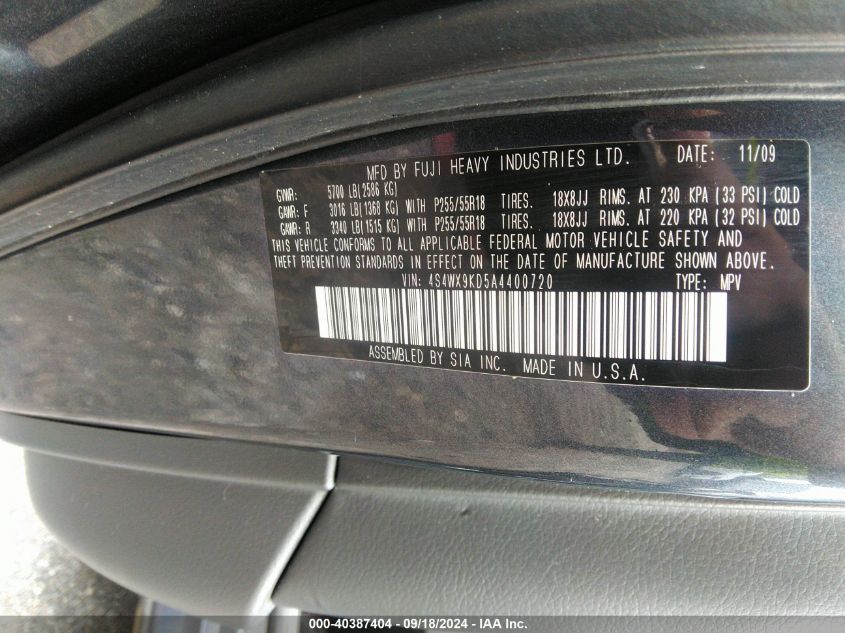 MFD BY FUJI HEAVY INDUSTRIES LTD. DATE: 11/09
GVWR: 5700 LB(2586 KG)
GAWR: F 3016 LB(1368 KG) WITH P255/55R18 TIRES. 18X8JJ RIMS. AT 230 KPA (33 PSI) COLD
GAWR: R 3340 LB(1515 KG) WITH P255/55R18 TIRES. 18X8JJ RIMS. AT 220 KPA (32 PSI) COLD
THIS VEHICLE CONFORMS TO ALL APPLICABLE FEDERAL MOTOR VEHICLE SAFETY AND
THEFT PREVENTION STANDARDS IN EFFECT ON THE DATE OF MANUFACTURE SHOWN ABOVE.
VIN: 4S4WX9KD5A4400720 TYPE: MPV
ASSEMBLED BY SIA INC. MADE IN U.S.A.
000-40387404 - 09/18/2024 - IAA Inc.